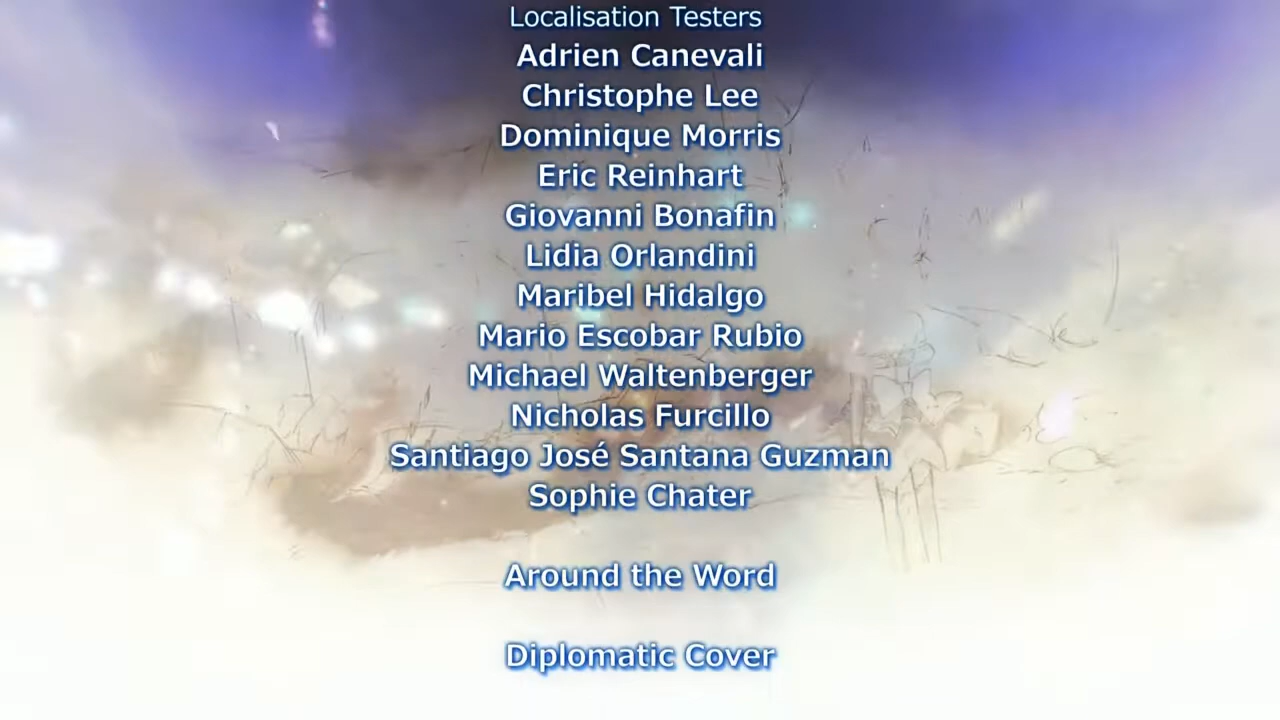 Localisation Testers
Adrien Canevali
Christophe Lee
Dominique Morris
Eric Reinhart
Giovanni Bonafin
Lidia Orlandini
Maribel Hidalgo
Mario Escobar Rubio
Michael Waltenberger
Nicholas Furcillo
Santiago José Santana Guzman
Sophie Chater
Around the Word
Diplomatic Cover